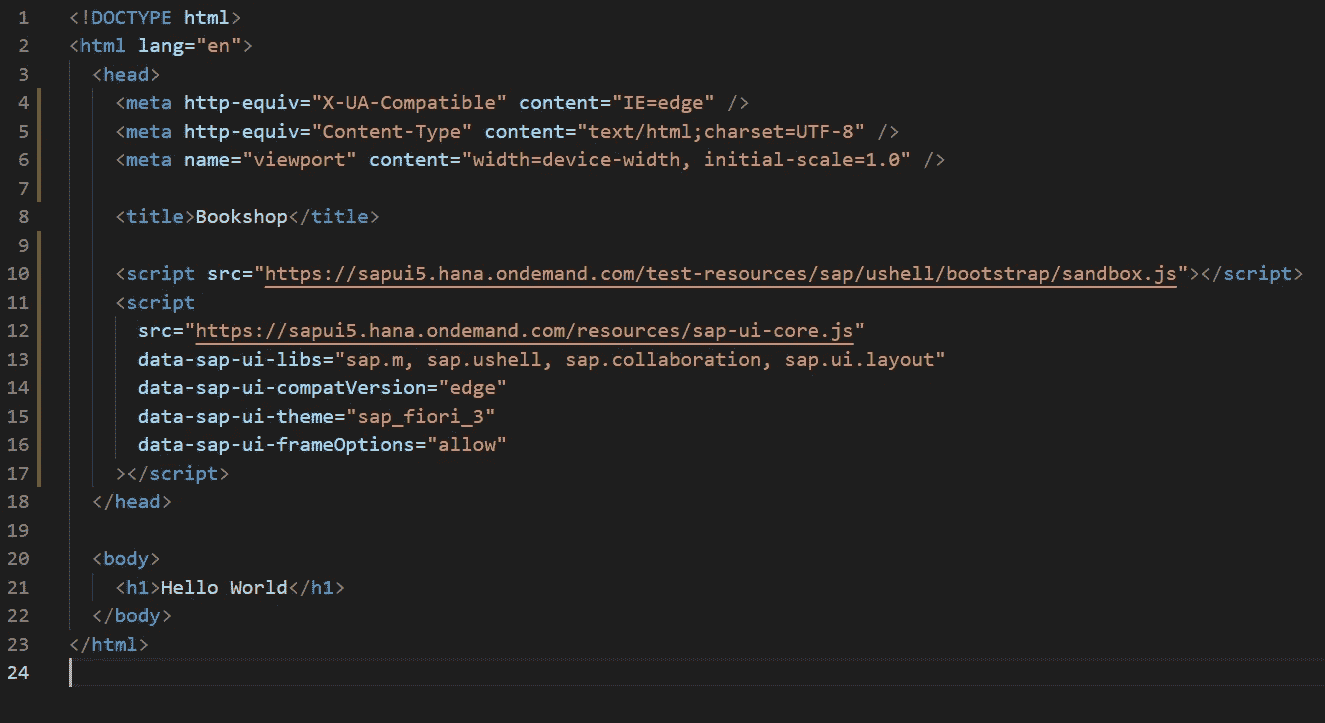 1 <!DOCTYPE html>
2 <html lang="en">
3   <head>
4     <meta http-equiv="X-UA-Compatible" content="IE=edge" />
5     <meta http-equiv="Content-Type" content="text/html;charset=UTF-8" />
6     <meta name="viewport" content="width=device-width, initial-scale=1.0" />
7
8     <title>Bookshop</title>
9
10     <script src="https://sapui5.hana.ondemand.com/test-resources/sap/ushell/bootstrap/sandbox.js"></script>
11     <script
12       src="https://sapui5.hana.ondemand.com/resources/sap-ui-core.js"
13       data-sap-ui-libs="sap.m, sap.ushell, sap.collaboration, sap.ui.layout"
14       data-sap-ui-compatVersion="edge"
15       data-sap-ui-theme="sap_fiori_3"
16       data-sap-ui-frameOptions="allow"
17     ></script>
18   </head>
19
20   <body>
21     <h1>Hello World</h1>
22   </body>
23 </html>
24